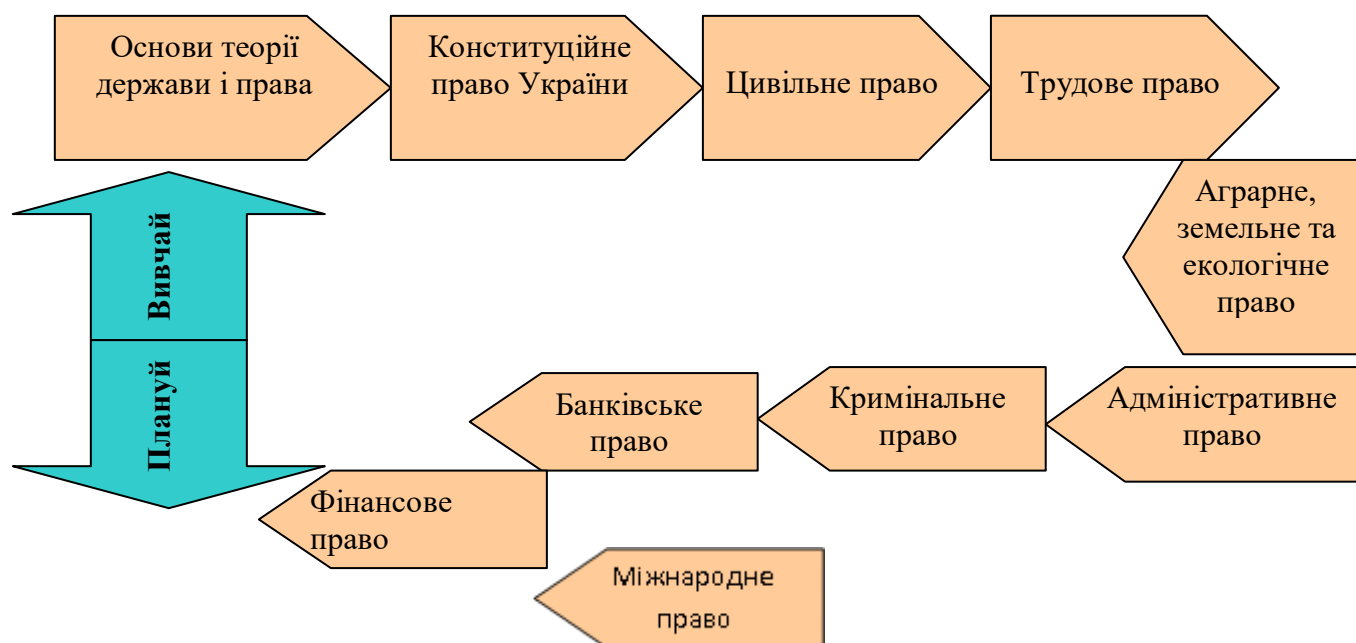 Основи теорії
держави і права
Конституційне
право України
Цивільне право
Трудове право
Аграрне,
земельне та
екологічне
право
Вивчай
Плануй
Адміністративне
право
Кримінальне
право
Банківське
право
Фінансове
право
Міжнародне
право